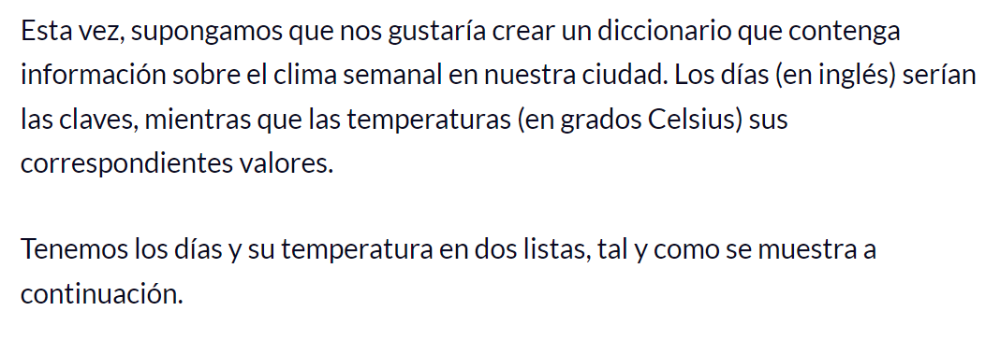 Esta vez, supongamos que nos gustaría crear un diccionario que contenga
información sobre el clima semanal en nuestra ciudad. Los días (en inglés) serían
las claves, mientras que las temperaturas (en grados Celsius) sus
correspondientes valores.
Tenemos los días y su temperatura en dos listas, tal y como se muestra a
continuación.